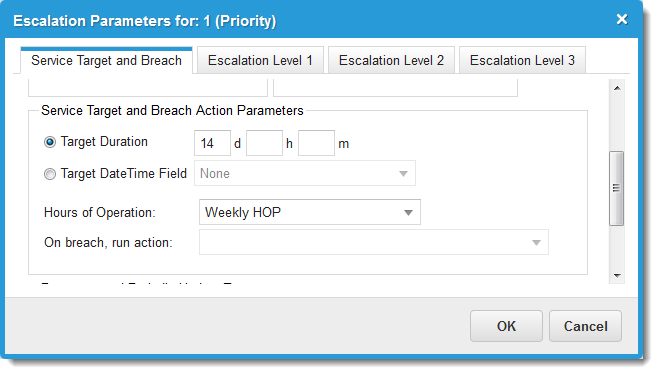 Escalation Parameters for: 1 (Priority)
Service Target and Breach Escalation Level 1 Escalation Level 2 Escalation Level 3
Service Target and Breach Action Parameters
Target Duration 14 d h m
Target DateTime Field None
Hours of Operation: Weekly HOP
On breach, run action:
OK Cancel